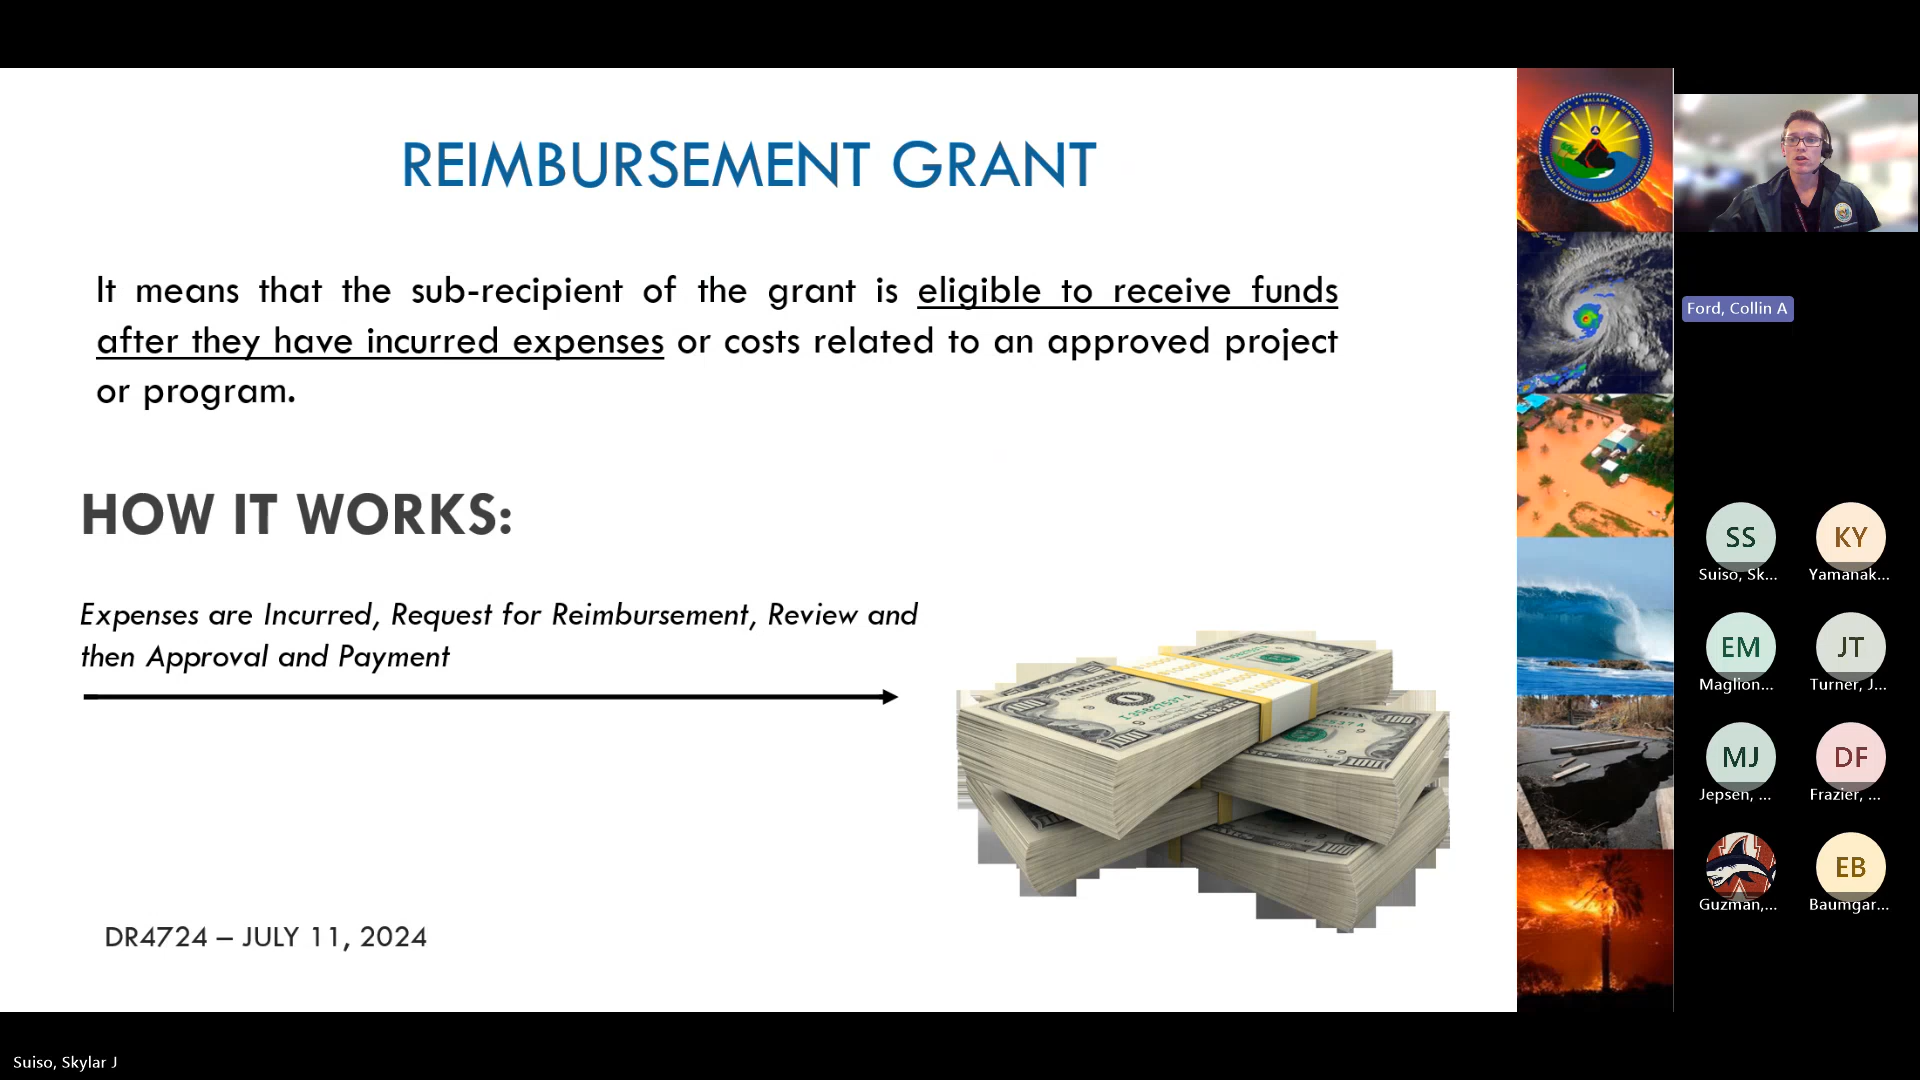 REIMBURSEMENT GRANT
It means that the sub-recipient of the grant is eligible to receive funds
after they have incurred expenses or costs related to an approved project
or program.
HOW IT WORKS:
Expenses are Incurred, Request for Reimbursement, Review and
then Approval and Payment
DR4724 – JULY 11, 2024
Ford, Collin A
SS
Suiso, Sk...
KY
Yamanak...
EM
Maglion...
JT
Turner, J...
MJ
Jepsen, ...
DF
Frazier, ...
Guzman,...
EB
Baumgar...
Suiso, Skylar J